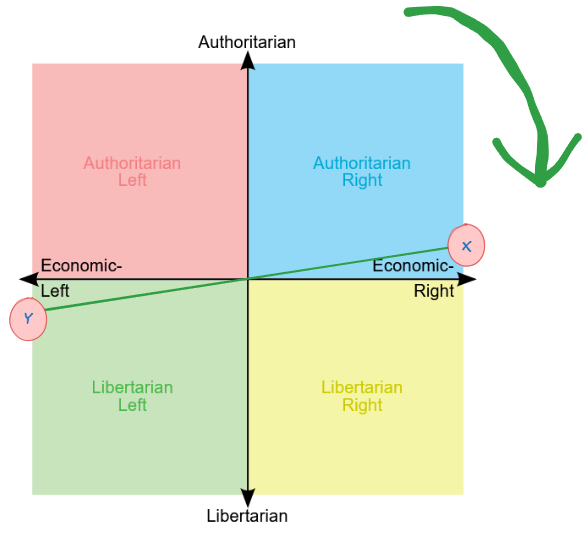 Authoritarian
Authoritarian
Left
Authoritarian
Right
X
Economic-
Left
Economic-
Right
Y
Libertarian
Left
Libertarian
Right
Libertarian